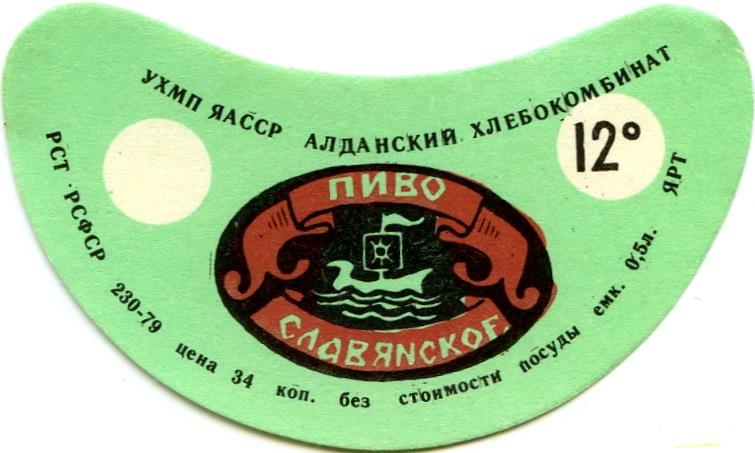 УХМП ЯАССР АЛДАНСКИЙ ХЛЕБОКОМБИНАТ
12°
ПИВО
СЛАВЯNСКОЕ
РСТ РСФСР 230-79 цена 34 коп. без стоимости посуды емк. 0,5л. ЯРТ